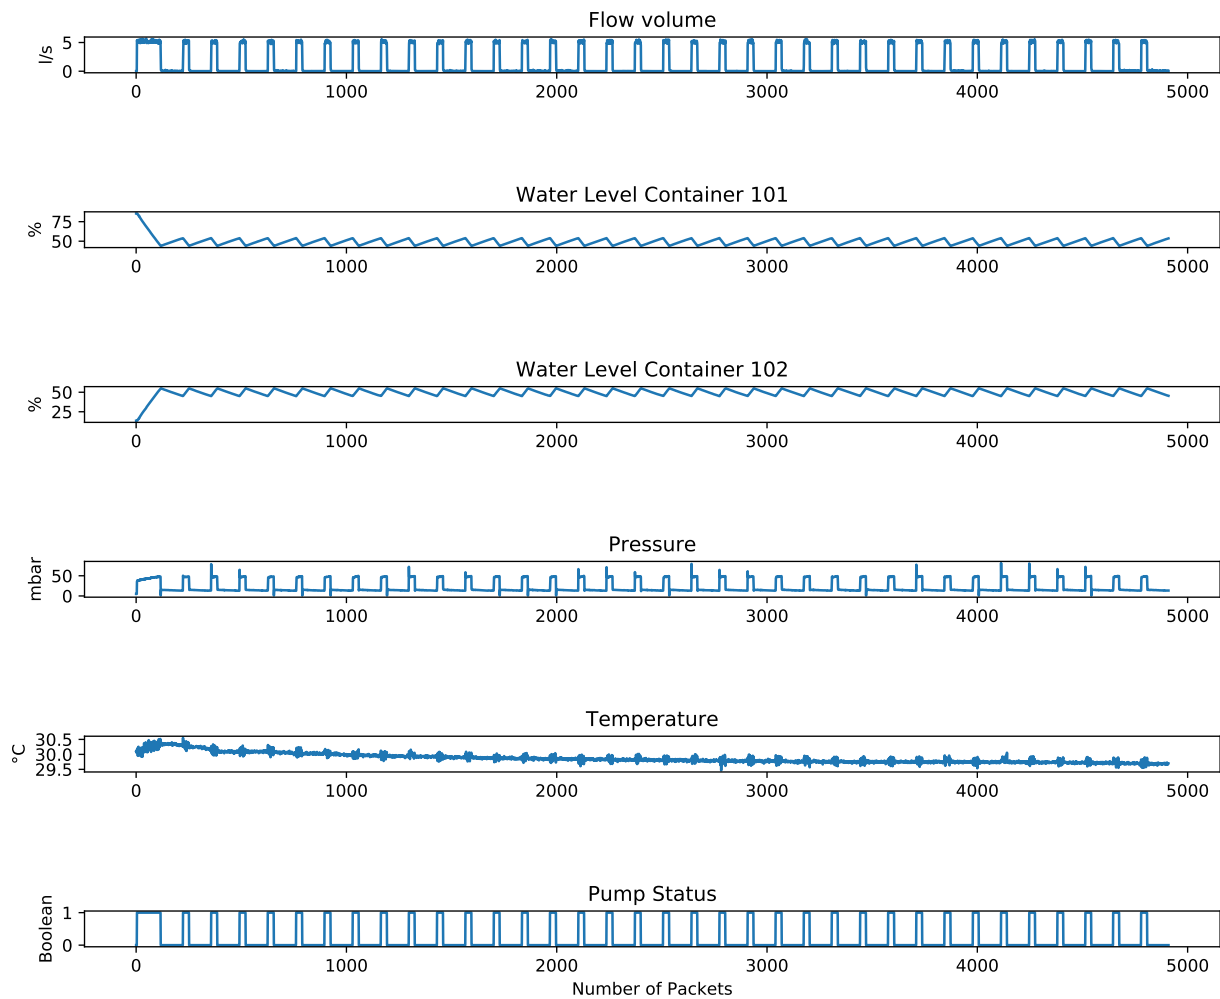 Flow volume
l/s
5
0
0 1000 2000 3000 4000 5000
Water Level Container 101
%
75
50
0 1000 2000 3000 4000 5000
Water Level Container 102
%
50
25
0 1000 2000 3000 4000 5000
Pressure
mbar
50
0
0 1000 2000 3000 4000 5000
Temperature
°C
30.5
30.0
29.5
0 1000 2000 3000 4000 5000
Pump Status
Boolean
1
0
0 1000 2000 3000 4000 5000
Number of Packets